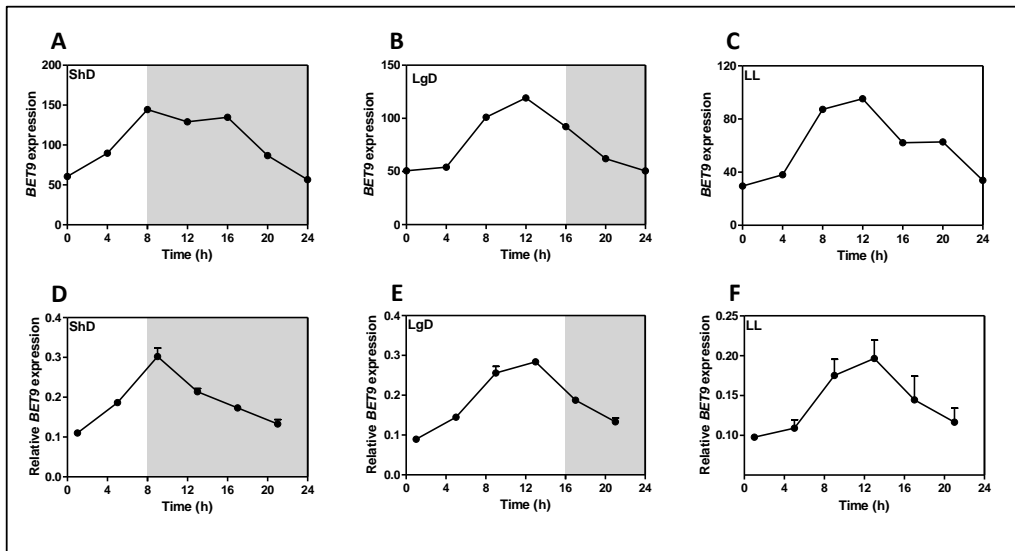 A
ShD
BET9 expression
200
150
100
50
0
0 4 8 12 16 20 24
Time (h)
B
LgD
BET9 expression
150
100
50
0
0 4 8 12 16 20 24
Time (h)
C
LL
BET9 expression
160
120
80
40
0
0 4 8 12 16 20 24
Time (h)
D
ShD
Relative BET9 expression
0.4
0.3
0.2
0.1
0.0
0 4 8 12 16 20 24
Time (h)
E
LgD
Relative BET9 expression
0.4
0.3
0.2
0.1
0.0
0 4 8 12 16 20 24
Time (h)
F
LL
Relative BET9 expression
0.25
0.20
0.15
0.10
0 4 8 12 16 20 24
Time (h)